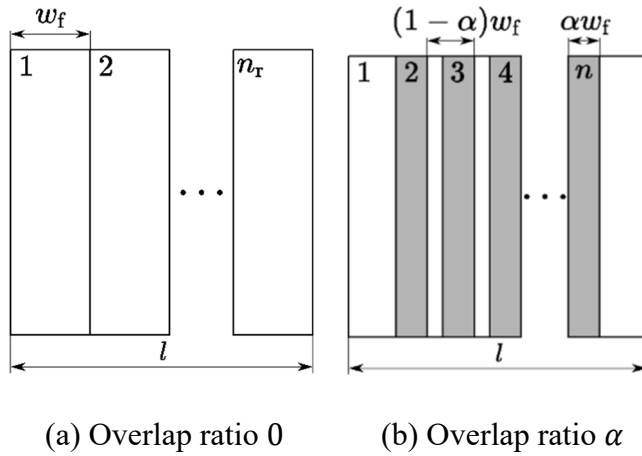 w_f
1 2 n_r
l
(a) Overlap ratio 0
(1 − α)w_f αw_f
1 2 3 4 n
l
(b) Overlap ratio α